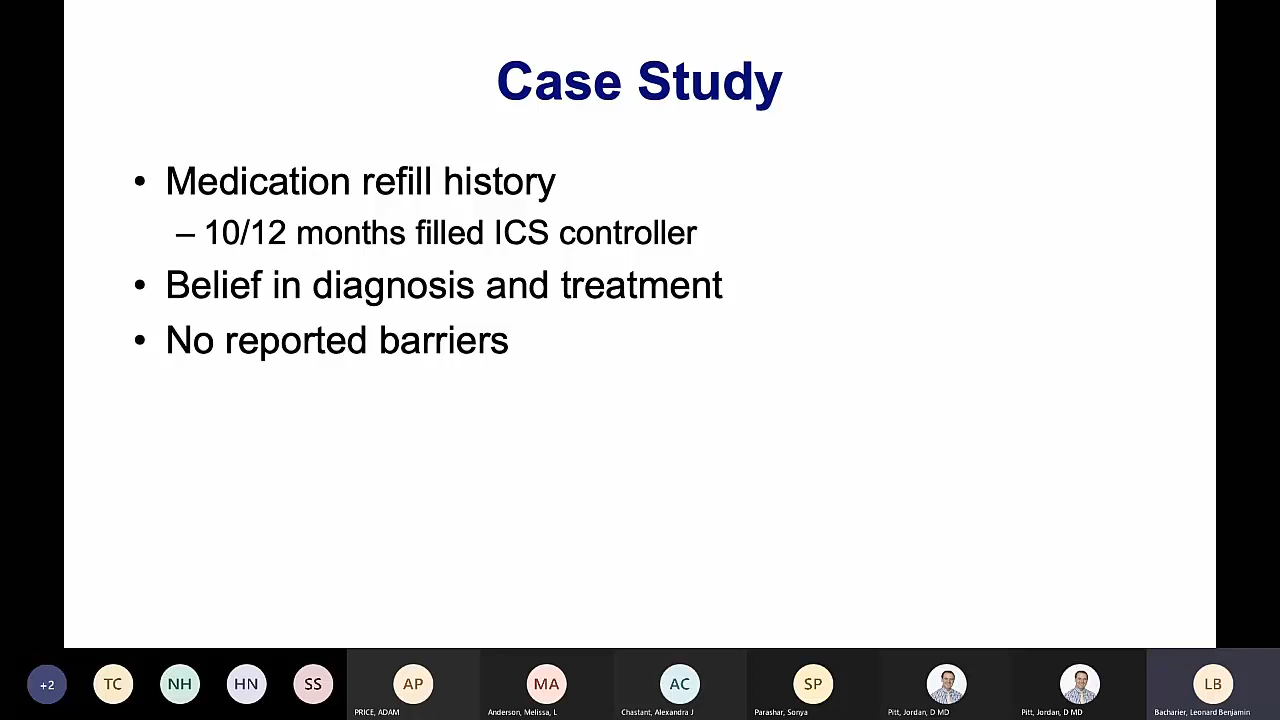 Case Study
• Medication refill history
– 10/12 months filled ICS controller
• Belief in diagnosis and treatment
• No reported barriers
+2
TC
NH
HN
SS
AP
MA
AC
SP
LB
PRICE, ADAM
Anderson, Melissa, L
Chastant, Alexandra J
Parashar, Sonya
Pitt, Jordan, D MD
Pitt, Jordan, D MD
Bacharier, Leonard Benjamin